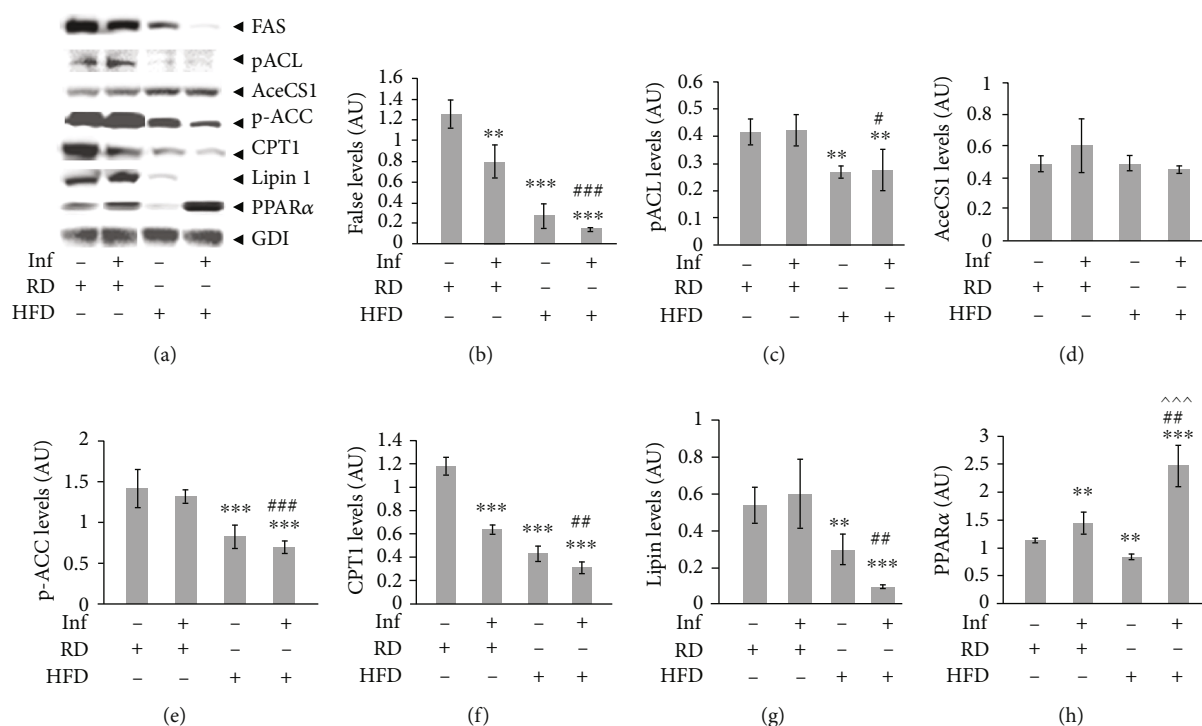 FAS
pACL
AceCS1
p-ACC
CPT1
Lipin 1
PPARα
GDI
Inf – + – +
RD + + – –
HFD – – + +
(a)
False levels (AU)
1.6
1.4
1.2
1
0.8
0.6
0.4
0.2
0
**
***
###
***
Inf – + – +
RD + + – –
HFD – – + +
(b)
pACL levels (AU)
0.6
0.5
0.4
0.3
0.2
0.1
0
**
#
**
Inf – + – +
RD + + – –
HFD – – + +
(c)
AceCS1 levels (AU)
1
0.8
0.6
0.4
0.2
0
Inf – + – +
RD + + – –
HFD – – + +
(d)
p-ACC levels (AU)
2
1.5
1
0.5
0
***
###
***
Inf – + – +
RD + + – –
HFD – – + +
(e)
CPT1 levels (AU)
1.4
1.2
1
0.8
0.6
0.4
0.2
0
***
***
##
***
Inf – + – +
RD + + – –
HFD – – + +
(f)
Lipin levels (AU)
1
0.8
0.6
0.4
0.2
0
**
##
***
Inf – + – +
RD + + – –
HFD – – + +
(g)
PPARα (AU)
3
2.5
2
1.5
1
0.5
0
**
**
^^^
##
***
Inf – + – +
RD + + – –
HFD – – + +
(h)